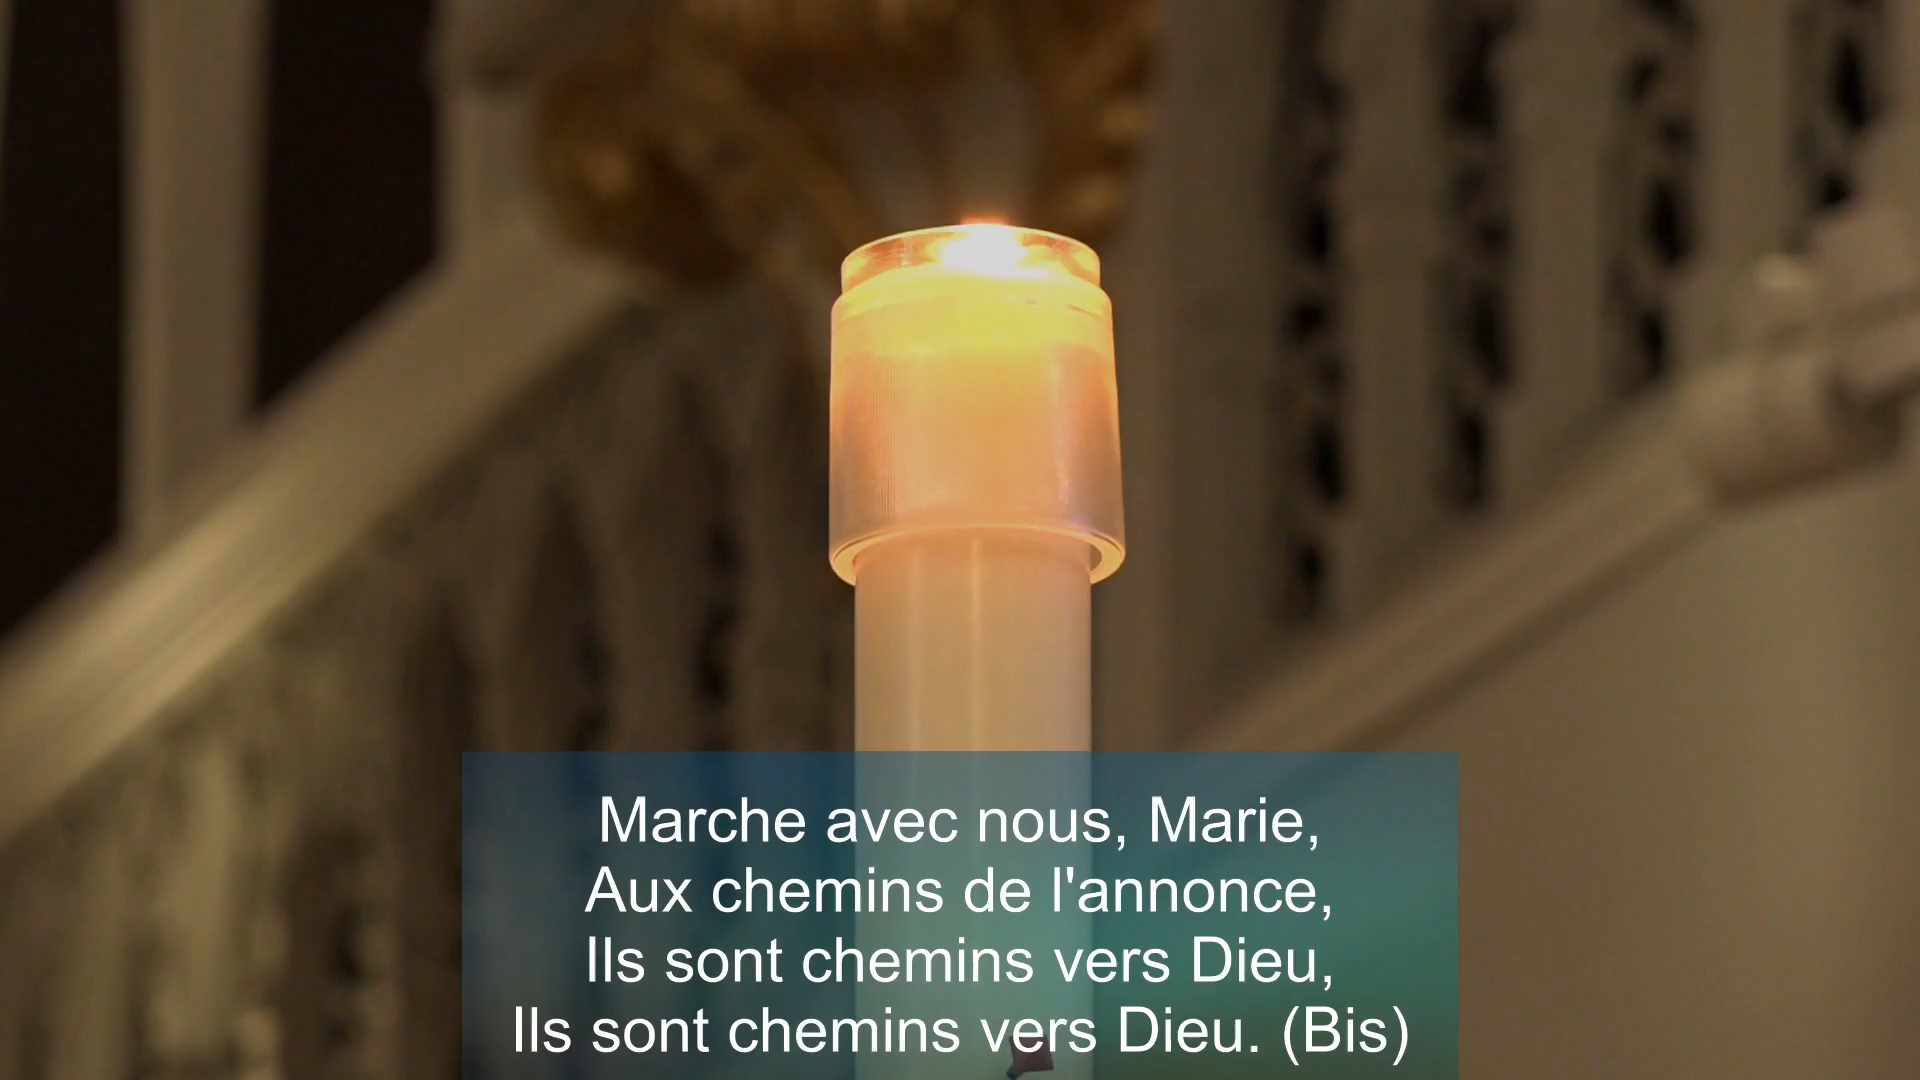 Marche avec nous, Marie,
Aux chemins de l'annonce,
Ils sont chemins vers Dieu,
Ils sont chemins vers Dieu. (Bis)